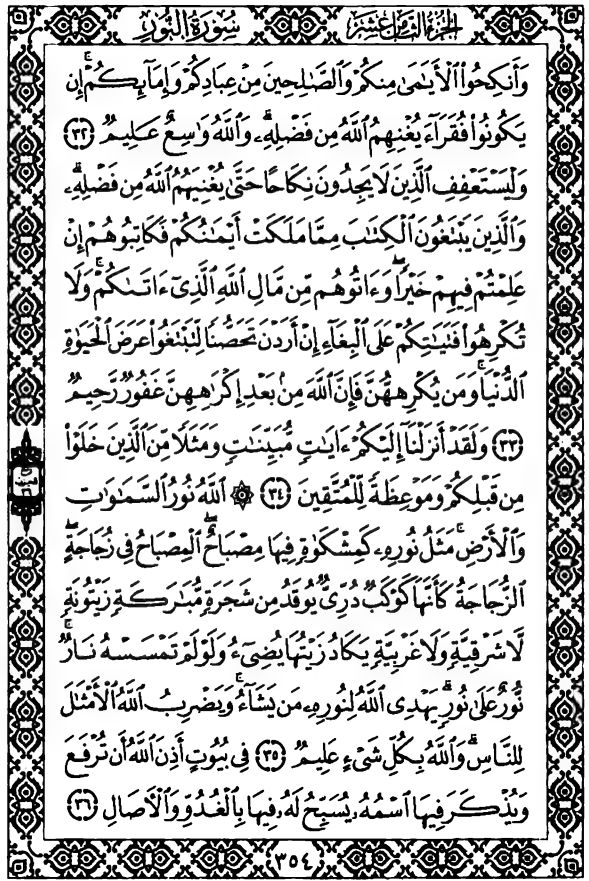 الجزء الثامن عشر سورة النور
وَأَنكِحُوا۟ ٱلْأَيَـٰمَىٰ مِنكُمْ وَٱلصَّـٰلِحِينَ مِنْ عِبَادِكُمْ وَإِمَآئِكُمْ ۚ إِن
يَكُونُوا۟ فُقَرَآءَ يُغْنِهِمُ ٱللَّهُ مِن فَضْلِهِۦ ۗ وَٱللَّهُ وَٰسِعٌ عَلِيمٌ ٣٢
وَلْيَسْتَعْفِفِ ٱلَّذِينَ لَا يَجِدُونَ نِكَاحًا حَتَّىٰ يُغْنِيَهُمُ ٱللَّهُ مِن فَضْلِهِۦ ۗ
وَٱلَّذِينَ يَبْتَغُونَ ٱلْكِتَـٰبَ مِمَّا مَلَكَتْ أَيْمَـٰنُكُمْ فَكَاتِبُوهُمْ إِنْ
عَلِمْتُمْ فِيهِمْ خَيْرًا ۖ وَءَاتُوهُم مِّن مَّالِ ٱللَّهِ ٱلَّذِىٓ ءَاتَىٰكُمْ ۚ وَلَا
تُكْرِهُوا۟ فَتَيَـٰتِكُمْ عَلَى ٱلْبِغَآءِ إِنْ أَرَدْنَ تَحَصُّنًا لِّتَبْتَغُوا۟ عَرَضَ ٱلْحَيَوٰةِ
ٱلدُّنْيَا ۚ وَمَن يُكْرِههُّنَّ فَإِنَّ ٱللَّهَ مِنۢ بَعْدِ إِكْرَٰهِهِنَّ غَفُورٌ رَّحِيمٌ
٣٣ وَلَقَدْ أَنزَلْنَآ إِلَيْكُمْ ءَايَـٰتٍ مُّبَيِّنَـٰتٍ وَمَثَلًا مِّنَ ٱلَّذِينَ خَلَوْا۟
مِن قَبْلِكُمْ وَمَوْعِظَةً لِّلْمُتَّقِينَ ٣٤ ۞ ٱللَّهُ نُورُ ٱلسَّمَـٰوَٰتِ
وَٱلْأَرْضِ ۚ مَثَلُ نُورِهِۦ كَمِشْكَوٰةٍ فِيهَا مِصْبَاحٌ ۖ ٱلْمِصْبَاحُ فِى زُجَاجَةٍ ۖ
ٱلزُّجَاجَةُ كَأَنَّهَا كَوْكَبٌ دُرِّىٌّ يُوقَدُ مِن شَجَرَةٍ مُّبَـٰرَكَةٍ زَيْتُونَةٍ
لَّا شَرْقِيَّةٍ وَلَا غَرْبِيَّةٍ يَكَادُ زَيْتُهَا يُضِىٓءُ وَلَوْ لَمْ تَمْسَسْهُ نَارٌ ۚ
نُّورٌ عَلَىٰ نُورٍ ۗ يَهْدِى ٱللَّهُ لِنُورِهِۦ مَن يَشَآءُ ۚ وَيَضْرِبُ ٱللَّهُ ٱلْأَمْثَـٰلَ
لِلنَّاسِ ۗ وَٱللَّهُ بِكُلِّ شَىْءٍ عَلِيمٌ ٣٥ فِى بُيُوتٍ أَذِنَ ٱللَّهُ أَن تُرْفَعَ
وَيُذْكَرَ فِيهَا ٱسْمُهُۥ يُسَبِّحُ لَهُۥ فِيهَا بِٱلْغُدُوِّ وَٱلْـَٔاصَالِ ٣٦
٣٥٤